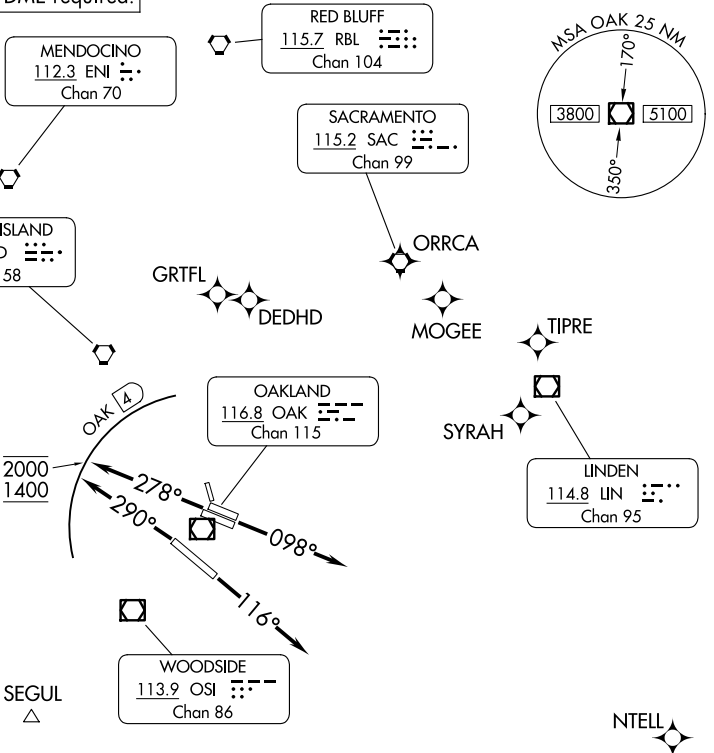 DME required.
RED BLUFF
115.7 RBL
Chan 104
MENDOCINO
112.3 ENI
Chan 70
MSA OAK 25 NM
170°
3800
5100
350°
SACRAMENTO
115.2 SAC
Chan 99
ISLAND
D
58
ORRCA
GRTFL
DEDHD
MOGEE
TIPRE
OAK 4
OAKLAND
116.8 OAK
Chan 115
SYRAH
2000
1400
278°
290°
098°
116°
LINDEN
114.8 LIN
Chan 95
WOODSIDE
113.9 OSI
Chan 86
SEGUL
NTELL